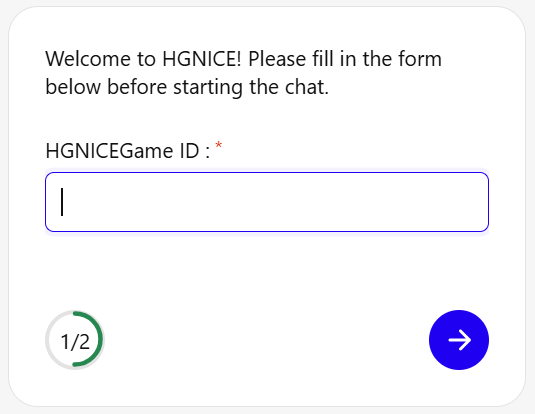 Welcome to HGNICE! Please fill in the form
below before starting the chat.
HGNICEGame ID : *
1/2